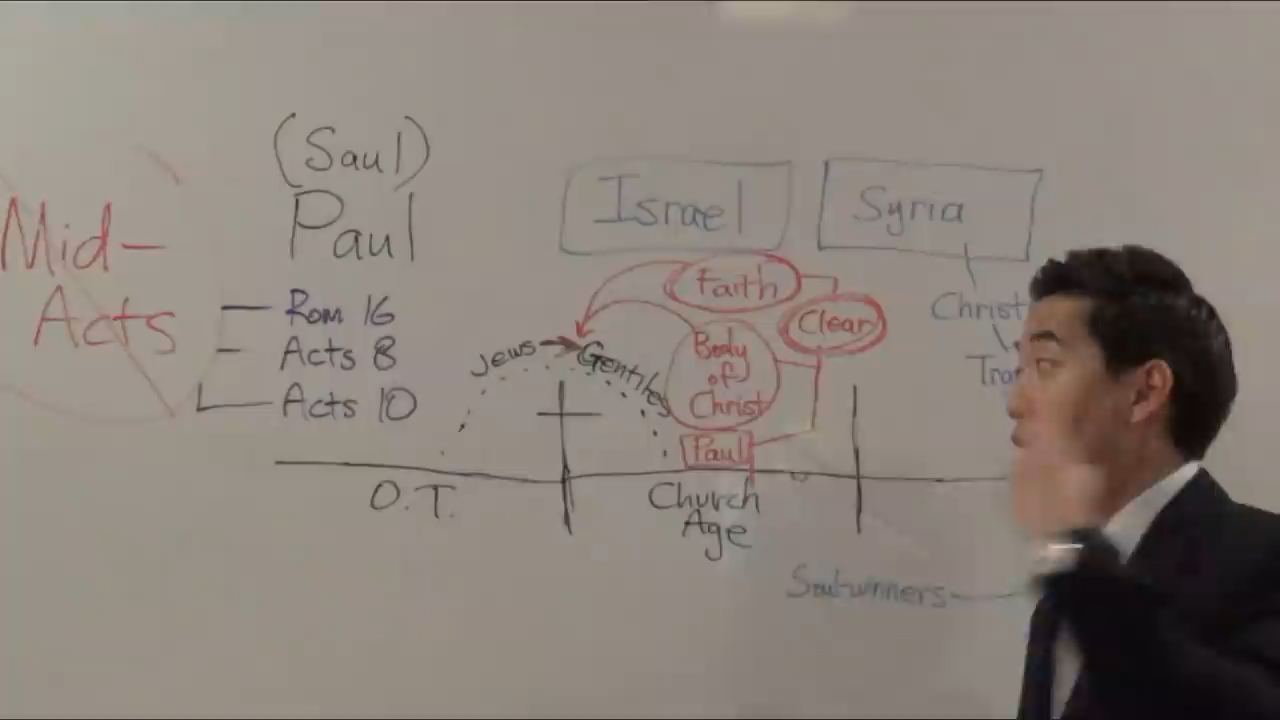 Mid-
Acts
(Saul)
Paul
Rom 16
Acts 8
Acts 10
Israel
Syria
Christ
Faith
Clear
Jews
Gentiles
Body
of
Christ
Paul
O.T.
Church
Age
Soulwinners